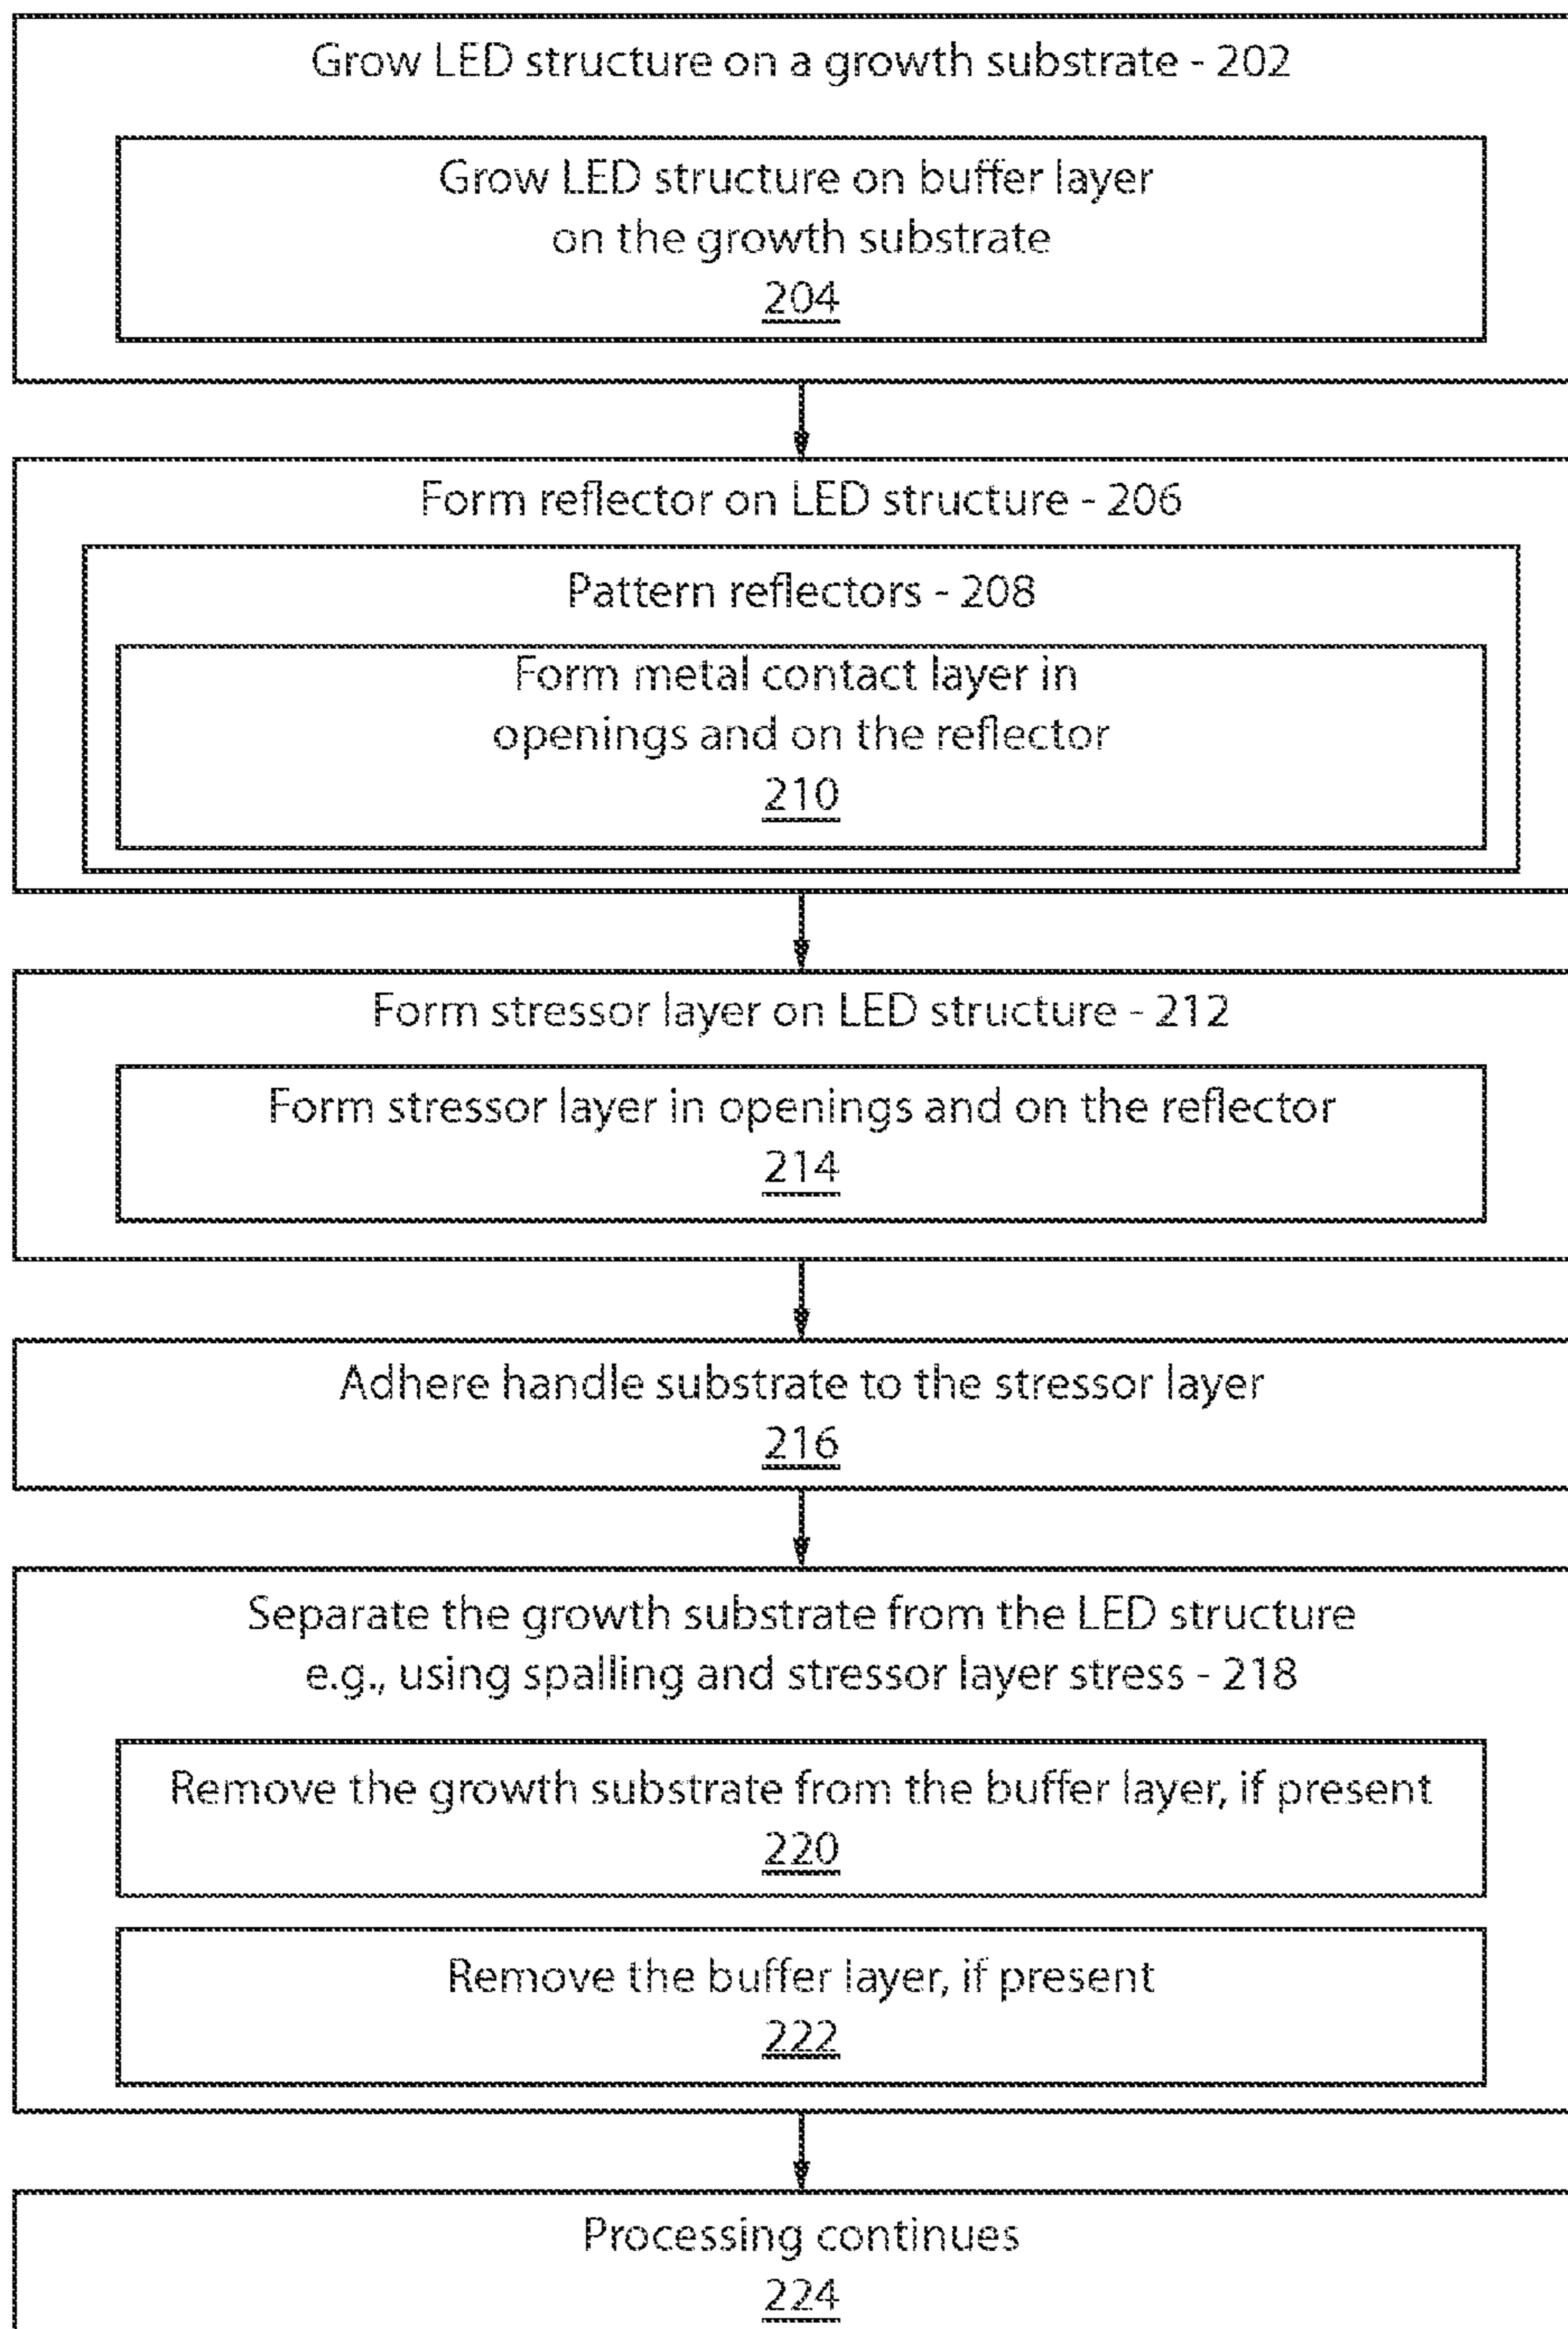 Grow LED structure on a growth substrate - 202
Grow LED structure on buffer layer
on the growth substrate
204
Form reflector on LED structure - 206
Pattern reflectors - 208
Form metal contact layer in
openings and on the reflector
210
Form stressor layer on LED structure - 212
Form stressor layer in openings and on the reflector
214
Adhere handle substrate to the stressor layer
216
Separate the growth substrate from the LED structure
e.g., using spalling and stressor layer stress - 218
Remove the growth substrate from the buffer layer, if present
220
Remove the buffer layer, if present
222
Processing continues
224